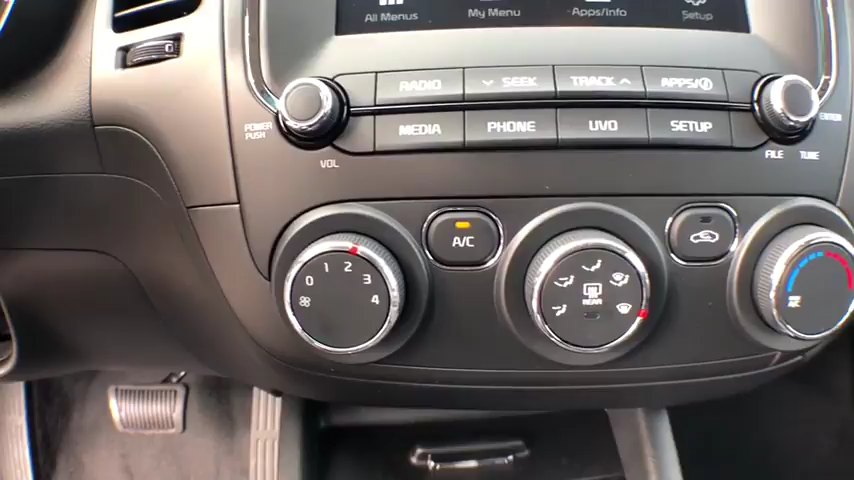 All Menus My Menu Apps/Info Setup
RADIO SEEK TRACK APPS/i
MEDIA PHONE UVO SETUP
POWER
PUSH
VOL
ENTER
FILE TUNE
0 1 2 3 4
A/C
REAR
MAX
A/C